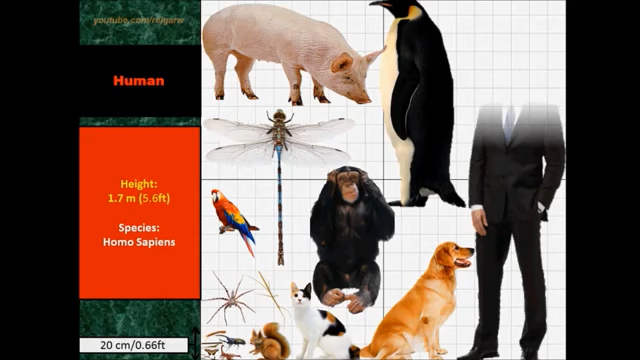 youtube.com/reigarw
Human
Height:
1.7 m (5.6ft)
Species:
Homo Sapiens
20 cm/0.66ft